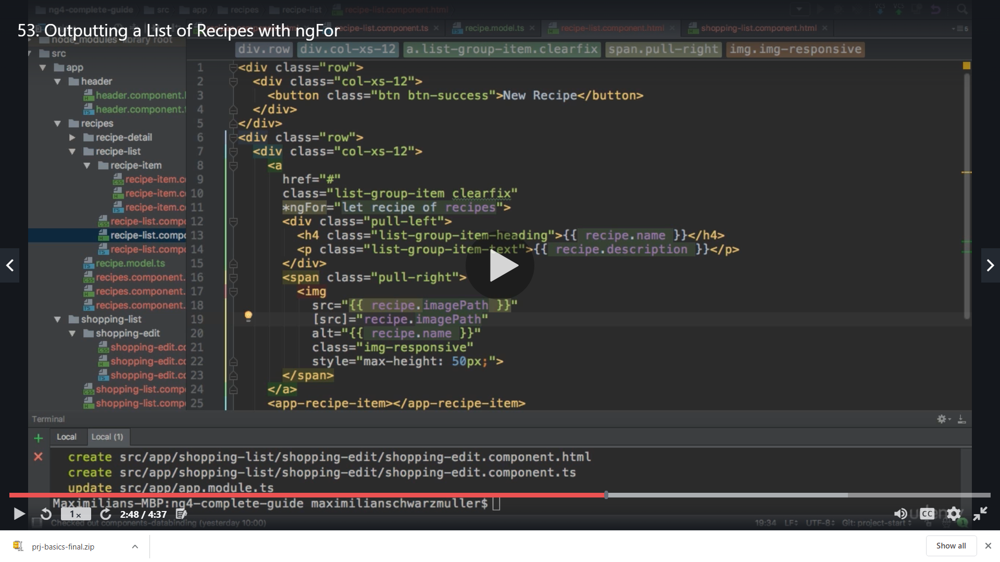 ng4-complete-guide src app recipes recipe-list recipe-list.component.html
53. Outputting a List of Recipes with ngFor
recipe-list.component.ts recipe.model.ts recipe-list.component.html shopping-list.component.html
5
node_modules library root
div.row div.col-xs-12 a.list-group-item.clearfix span.pull-right img.img-responsive
src
app
header
header.component.
header.component.
recipes
recipe-detail
recipe-list
recipe-item
recipe-item.c
recipe-item.c
recipe-item.c
recipe-list.comp
recipe-list.comp
recipe-list.comp
recipe.model.ts
recipes.component.
recipes.component.
recipes.component.
shopping-list
shopping-edit
shopping-edit.cc
shopping-edit.cc
shopping-edit.cc
shopping-list.comp
shopping-list.comp
1 <div class="row">
2 <div class="col-xs-12">
3 <button class="btn btn-success">New Recipe</button>
4 </div>
5 </div>
6 <div class="row">
7 <div class="col-xs-12">
8 <a
9 href="#"
10 class="list-group-item clearfix"
11 *ngFor="let recipe of recipes">
12 <div class="pull-left">
13 <h4 class="list-group-item-heading">{{ recipe.name }}</h4>
14 <p class="list-group-item-text">{{ recipe.description }}</p>
15 </div>
16 <span class="pull-right">
17 <img
18 src="{{ recipe.imagePath }}"
19 [src]="recipe.imagePath"
20 alt="{{ recipe.name }}"
21 class="img-responsive"
22 style="max-height: 50px;">
23 </span>
24 </a>
25 <app-recipe-item></app-recipe-item>
Terminal
Local Local (1)
create src/app/shopping-list/shopping-edit/shopping-edit.component.html
create src/app/shopping-list/shopping-edit/shopping-edit.component.ts
update src/app/app.module.ts
Maximilians-MBP:ng4-complete-guide maximilianschwarzmuller$
1x 2:48 / 4:37 CC
Checked out components-databinding (yesterday 10:00) 19:34 LF UTF-8 Git: project-start
prj-basics-final.zip Show all